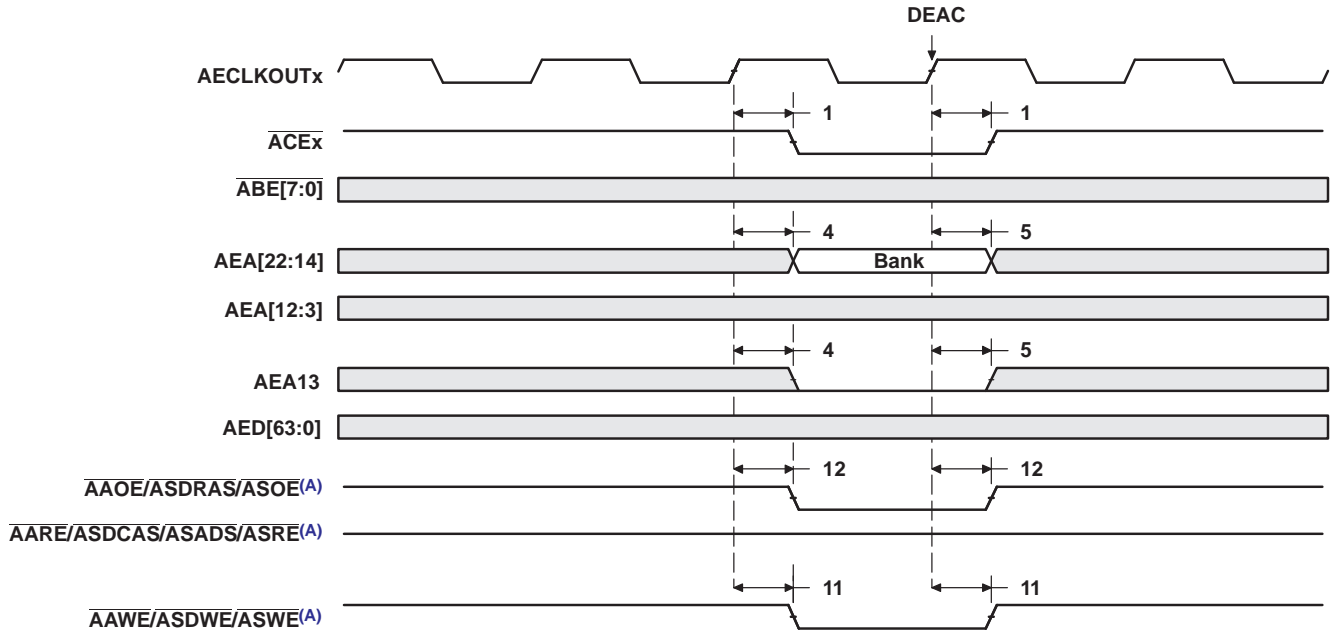 DEAC
AECLKOUTx
1 1
ACEx
ABE[7:0]
4 5
AEA[22:14] Bank
AEA[12:3]
4 5
AEA13
AED[63:0]
12 12
AAOE/ASDRAS/ASOE(A)
AARE/ASDCAS/ASADS/ASRE(A)
11 11
AAWE/ASDWE/ASWE(A)